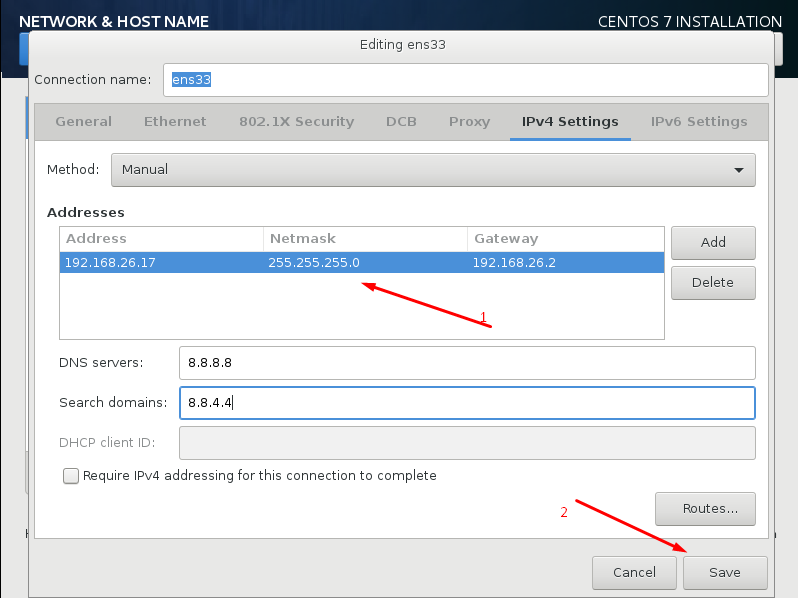 NETWORK & HOST NAME
CENTOS 7 INSTALLATION
Editing ens33
Connection name: ens33
General Ethernet 802.1X Security DCB Proxy IPv4 Settings IPv6 Settings
Method: Manual
Addresses
Address Netmask Gateway
192.168.26.17 255.255.255.0 192.168.26.2
Add
Delete
1
DNS servers: 8.8.8.8
Search domains: 8.8.4.4
DHCP client ID:
Require IPv4 addressing for this connection to complete
2
Routes...
Cancel Save